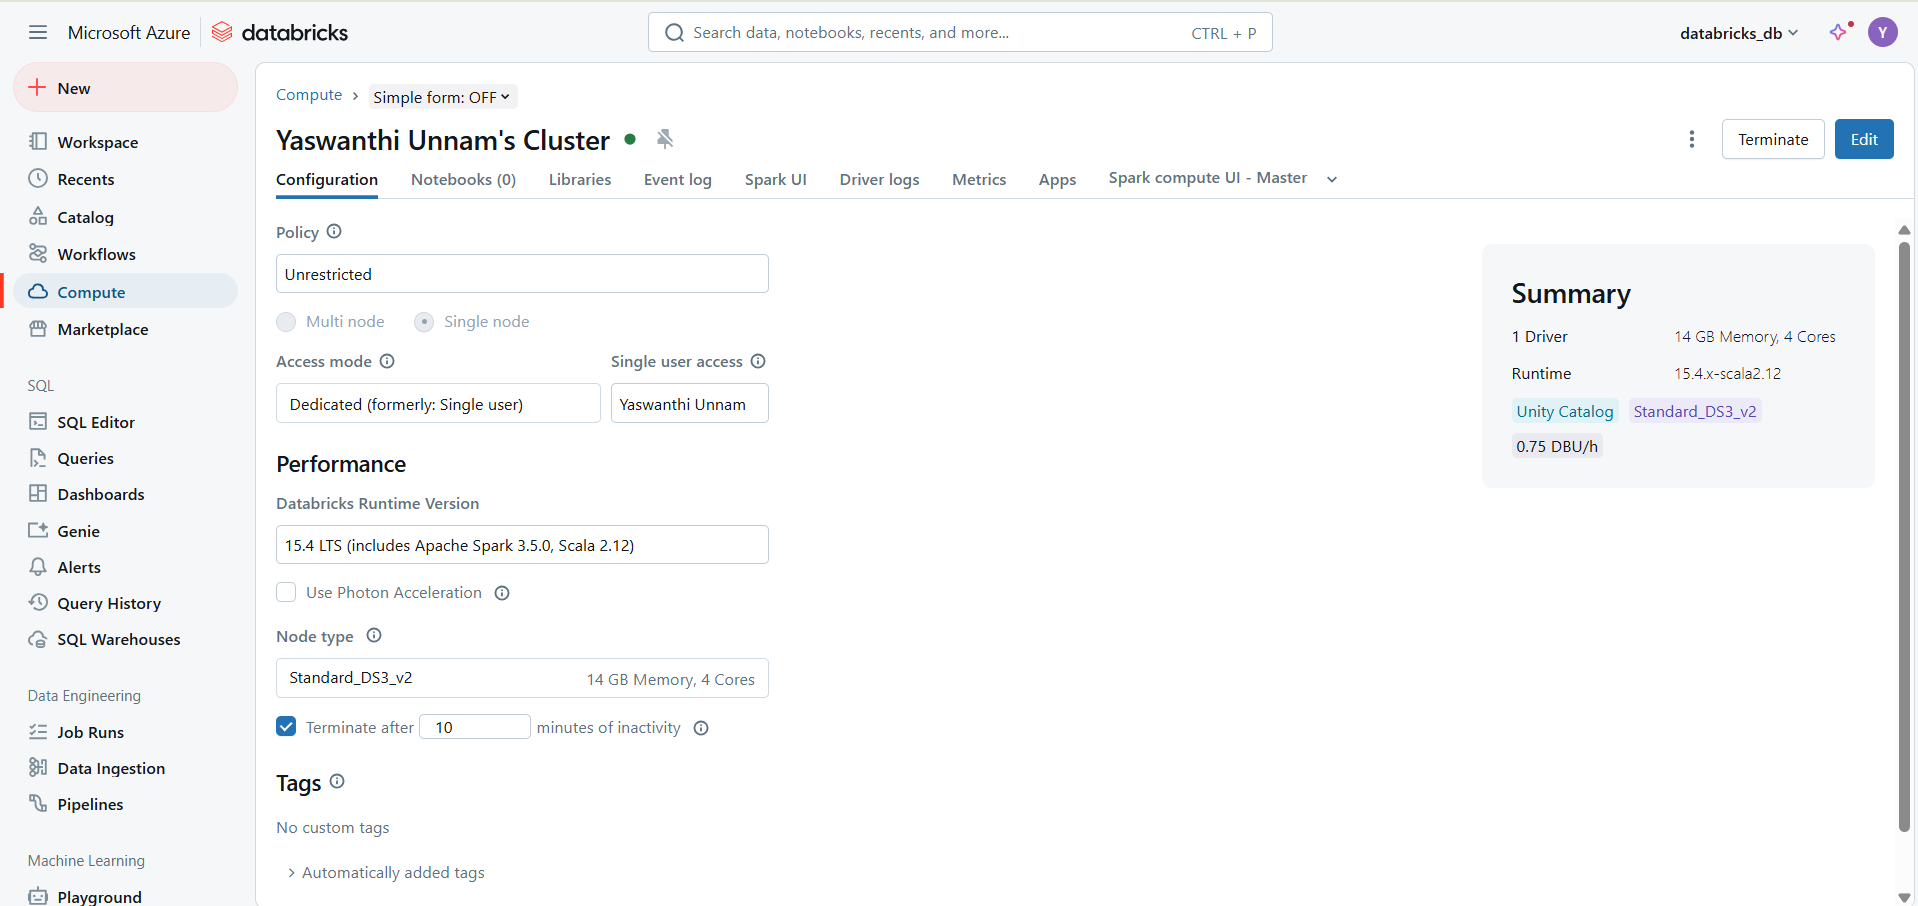 Microsoft Azure databricks
Search data, notebooks, recents, and more... CTRL + P
databricks_db
Y
New
Workspace
Recents
Catalog
Workflows
Compute
Marketplace
SQL
SQL Editor
Queries
Dashboards
Genie
Alerts
Query History
SQL Warehouses
Data Engineering
Job Runs
Data Ingestion
Pipelines
Machine Learning
Playground
Compute > Simple form: OFF
Yaswanthi Unnam's Cluster
Terminate Edit
Configuration Notebooks (0) Libraries Event log Spark UI Driver logs Metrics Apps Spark compute UI - Master
Policy
Unrestricted
Multi node Single node
Access mode Single user access
Dedicated (formerly: Single user) Yaswanthi Unnam
Performance
Databricks Runtime Version
15.4 LTS (includes Apache Spark 3.5.0, Scala 2.12)
Use Photon Acceleration
Node type
Standard_DS3_v2 14 GB Memory, 4 Cores
Terminate after 10 minutes of inactivity
Tags
No custom tags
Automatically added tags
Summary
1 Driver 14 GB Memory, 4 Cores
Runtime 15.4.x-scala2.12
Unity Catalog Standard_DS3_v2
0.75 DBU/h